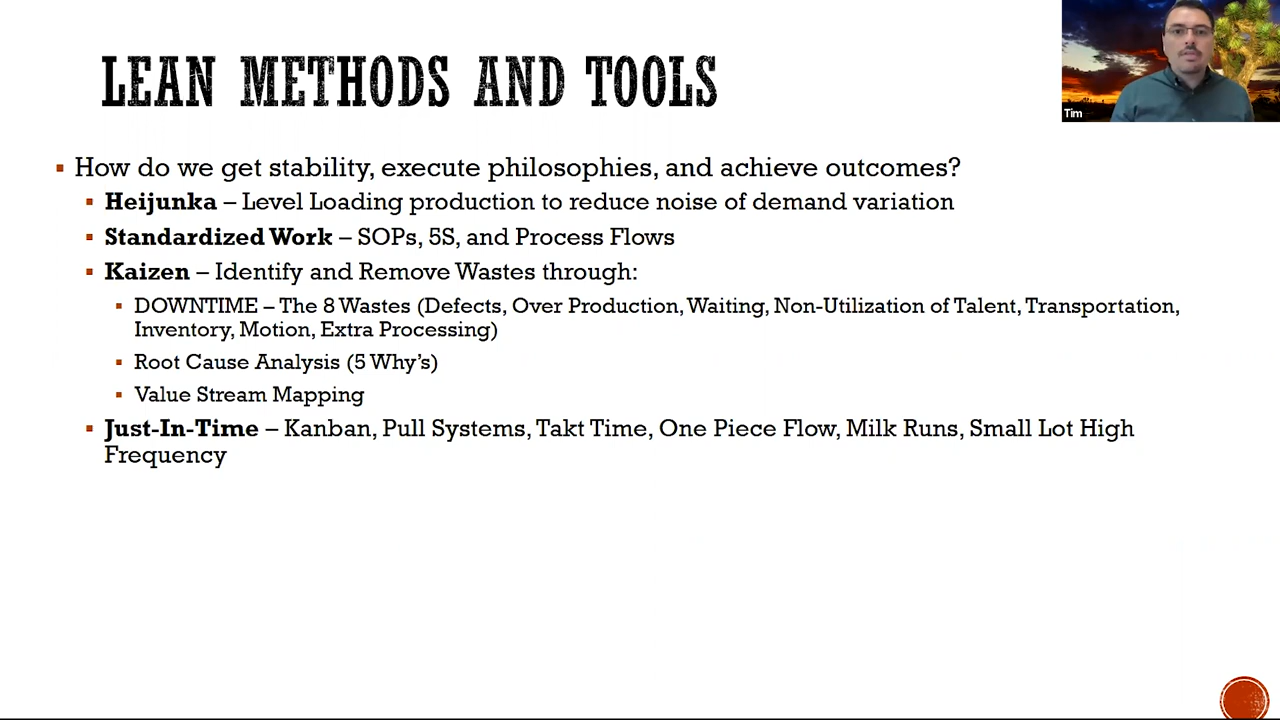 LEAN METHODS AND TOOLS
Tim
▪ How do we get stability, execute philosophies, and achieve outcomes?
▪ Heijunka – Level Loading production to reduce noise of demand variation
▪ Standardized Work – SOPs, 5S, and Process Flows
▪ Kaizen – Identify and Remove Wastes through:
▪ DOWNTIME – The 8 Wastes (Defects, Over Production, Waiting, Non-Utilization of Talent, Transportation,
Inventory, Motion, Extra Processing)
▪ Root Cause Analysis (5 Why’s)
▪ Value Stream Mapping
▪ Just-In-Time – Kanban, Pull Systems, Takt Time, One Piece Flow, Milk Runs, Small Lot High
Frequency